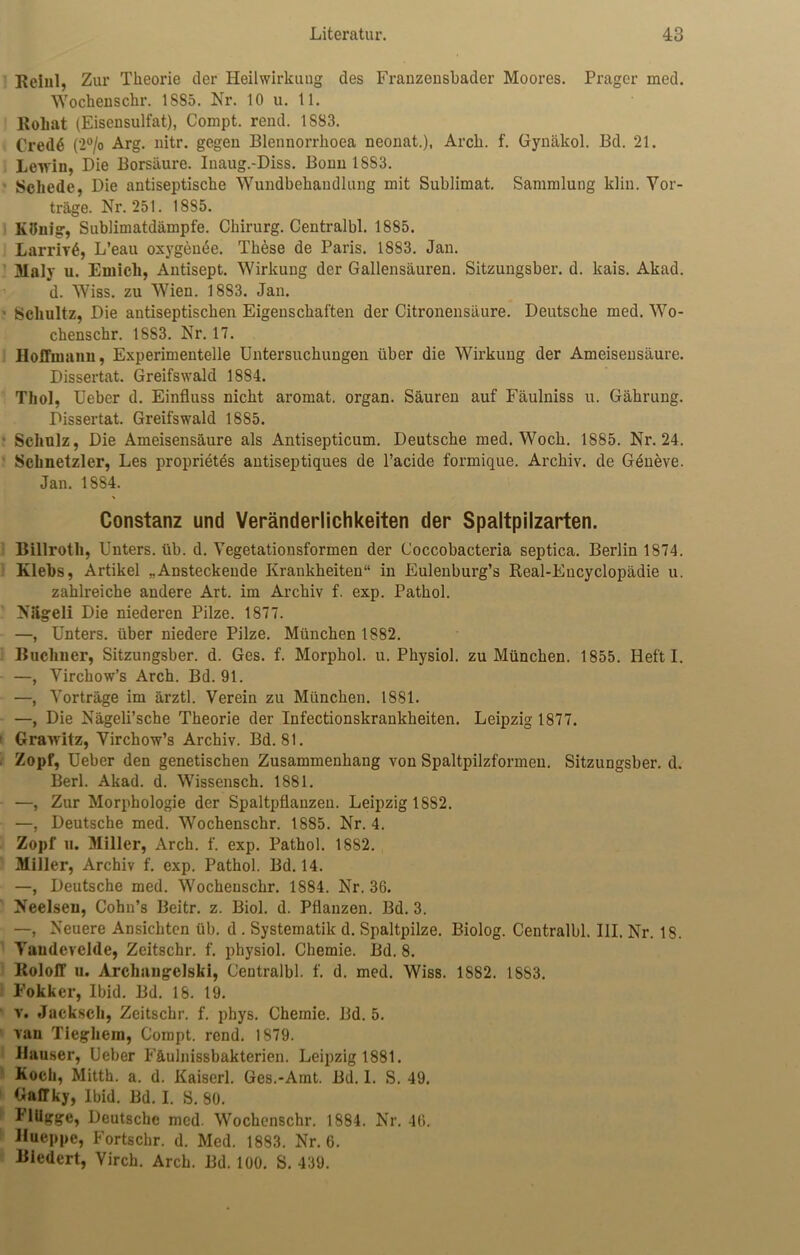 Literatur. 43
Reinl, Zur Theorie der Heilwirkung des Franzensbader Moores. Prager med.
Wochenschr. 1885. Nr. 10 u. 11.
Rohat (Eisensulfat), Compt. rend. 1883.
Credé (2% Arg. nitr. gegen Blennorrhoea neonat.), Arch. f. Gynäkol. Bd. 21.
Lewin, Die Borsäure. Inaug.-Diss. Bonn 1883.
Schede, Die antiseptische Wundbehandlung mit Sublimat. Sammlung klin. Vor-
träge. Nr. 251. 1885.
König, Sublimatdämpfe. Chirurg. Centralbl. 1885.
Larrivé, L'eau oxygènée. Thèse de Paris. 1883. Jan.
Maly u. Emich, Antisept. Wirkung der Gallensäuren. Sitzungsber. d. kais. Akad.
d. Wiss. zu Wien. 1883. Jan.
Schultz, Die antiseptischen Eigenschaften der Citronensäure. Deutsche med. Wo-
chenschr. 1883. Nr. 17.
Hoffmann, Experimentelle Untersuchungen über die Wirkung der Ameisensäure.
Dissertat. Greifswald 1884.
Thol, Ueber d. Einfluss nicht aromat. organ. Säuren auf Fäulniss u. Gährung.
Dissertat. Greifswald 1885.
Schulz, Die Ameisensäure als Antisepticum. Deutsche med. Woch. 1885. Nr. 24.
Schnetzler, Les proprietés antiseptiques de l'acide formique. Archiv. de Génève.
Jan. 1884.
Constanz und Veränderlichkeiten der Spaltpilzarten.
Billroth, Unters. üb. d. Vegetationsformen der Coccobacteria septica. Berlin 1874.
Klebs, Artikel „Ansteckende Krankheiten“ in Eulenburg's Real-Encyclopädie u.
zahlreiche andere Art. im Archiv f. exp. Pathol.
Nägeli Die niederen Pilze. 1877.
—, Unters. über niedere Pilze. München 1882.
Buchner, Sitzungsber. d. Ges. f. Morphol. u. Physiol. zu München. 1855. Heft I.
—, Virchow's Arch. Bd. 91.
—, Vorträge im ärztl. Verein zu München. 1881.
—, Die Nägeli'sche Theorie der Infectionskrankheiten. Leipzig 1877.
Grawitz, Virchow's Archiv. Bd. 81.
Zopf, Ueber den genetischen Zusammenhang von Spaltpilzformen. Sitzungsber. d.
Berl. Akad. d. Wissensch. 1881.
—, Zur Morphologie der Spaltpflanzen. Leipzig 1882.
—, Deutsche med. Wochenschr. 1885. Nr. 4.
Zopf u. Miller, Arch. f. exp. Pathol. 1882.
Miller, Archiv f. exp. Pathol. Bd. 14.
—, Deutsche med. Wochenschr. 1884. Nr. 36.
Neelsen, Cohn's Beitr. z. Biol. d. Pflanzen. Bd. 3.
—, Neuere Ansichten üb. d. Systematik d. Spaltpilze. Biolog. Centralbl. III. Nr. 18.
Vandevelde, Zeitschr. f. physiol. Chemie. Bd. 8.
Roloff u. Archangelski, Centralbl. f. d. med. Wiss. 1882. 1883.
Fokker, Ibid. Bd. 18. 19.
v. Jacksch, Zeitschr. f. phys. Chemie. Bd. 5.
van Tieghem, Compt. rend. 1879.
Hauser, Ueber Fäulnissbakterien. Leipzig 1881.
Koch, Mitth. a. d. Kaiserl. Ges.-Amt. Bd. I. S. 49.
Gaffky, Ibid. Bd. I. S. 80.
Flügge, Deutsche med. Wochenschr. 1884. Nr. 46.
Hueppe, Fortschr. d. Med. 1883. Nr. 6.
Biedert, Virch. Arch. Bd. 100. S. 439.